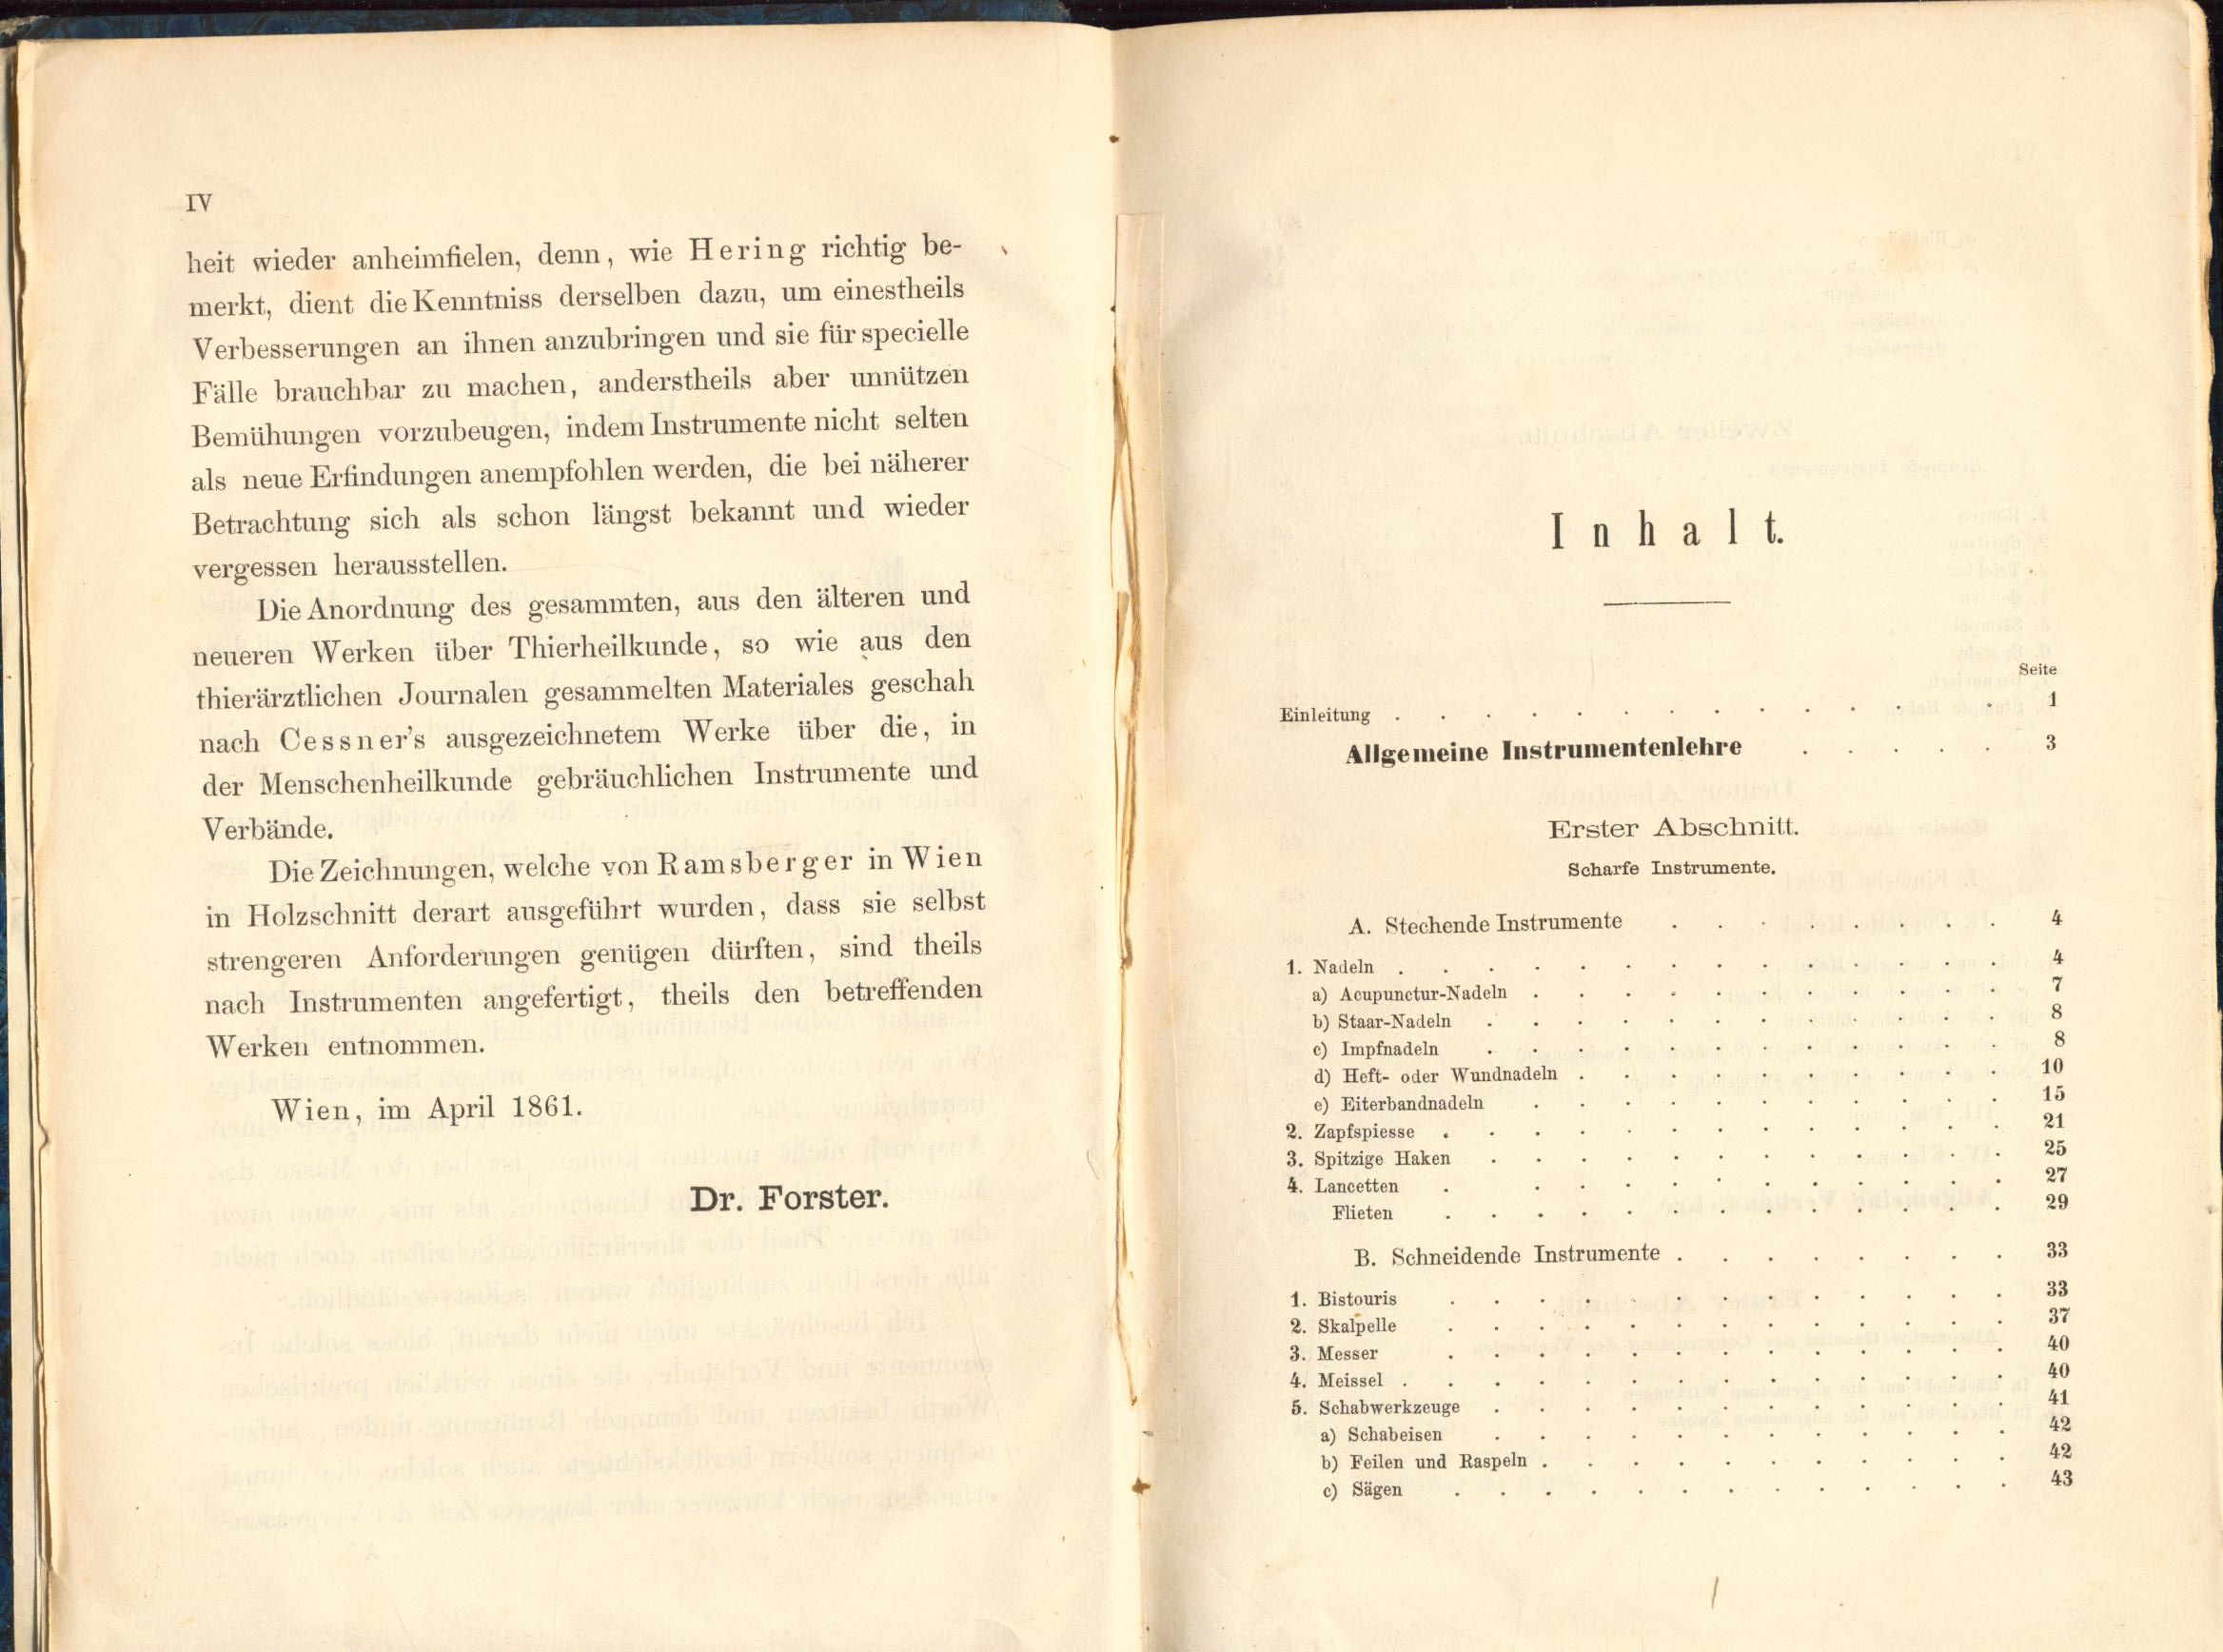 IV
heit wieder anheimfielen, denn, wie Hering richtig be-
merkt, dient die Kenntniss derselben dazu, um einestheils
Verbesserungen an ihnen anzubringen und sie für specielle
Fälle brauchbar zu machen, anderstheils aber unnützen
Bemühungen vorzubeugen, indem Instrumente nicht selten
als neue Erfindungen anempfohlen werden, die bei näherer
Betrachtung sich als schon längst bekannt und wieder
vergessen herausstellen.
Die Anordnung des gesammten, aus den älteren und
neueren Werken über Thierheilkunde, so wie aus den
thierärztlichen Journalen gesammelten Materiales geschah
nach Cessner's ausgezeichnetem Werke über die, in
der Menschenheilkunde gebräuchlichen Instrumente und
Verbände.
Die Zeichnungen, welche von Ramsberger in Wien
in Holzschnitt derart ausgeführt wurden, dass sie selbst
strengeren Anforderungen genügen dürften, sind theils
nach Instrumenten angefertigt, theils den betreffenden
Werken entnommen.
Wien, im April 1861.
Dr. Forster.
Inhalt.
Seite
Einleitung . . . . . . . . . . . . . . 1
Allgemeine Instrumentenlehre . . . . . 3
Erster Abschnitt.
Scharfe Instrumente.
A. Stechende Instrumente . . . . . . . . 4
1. Nadeln . . . . . . . . . . . . . . 4
a) Acupunctur-Nadeln . . . . . . . . . . . 7
b) Staar-Nadeln . . . . . . . . . . . . 8
c) Impfnadeln . . . . . . . . . . . . 8
d) Heft- oder Wundnadeln . . . . . . . . . . 10
e) Eiterbandnadeln . . . . . . . . . . . 15
2. Zapfspiesse . . . . . . . . . . . . . 21
3. Spitzige Haken . . . . . . . . . . . . 25
4. Lancetten . . . . . . . . . . . . 27
Flieten . . . . . . . . . . . . . 29
B. Schneidende Instrumente . . . . . . . . 33
1. Bistouris . . . . . . . . . . . . . 33
2. Skalpelle . . . . . . . . . . . . . 37
3. Messer . . . . . . . . . . . . . 40
4. Meissel . . . . . . . . . . . . . . 40
5. Schabwerkzeuge . . . . . . . . . . . . 41
a) Schabeisen . . . . . . . . . . . . 42
b) Feilen und Raspeln . . . . . . . . . . . 42
c) Sägen . . . . . . . . . . . . . 43